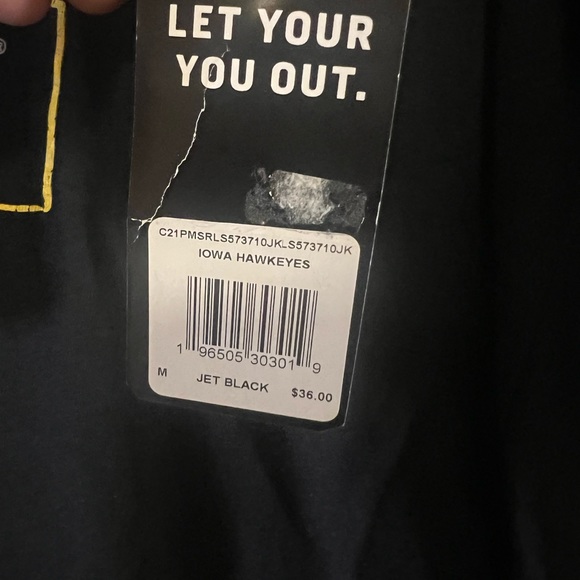 ®
LET YOUR
YOU OUT.
C21PMSRLS573710JKLS573710JK
IOWA HAWKEYES
1 96505 30301 9
M JET BLACK $36.00